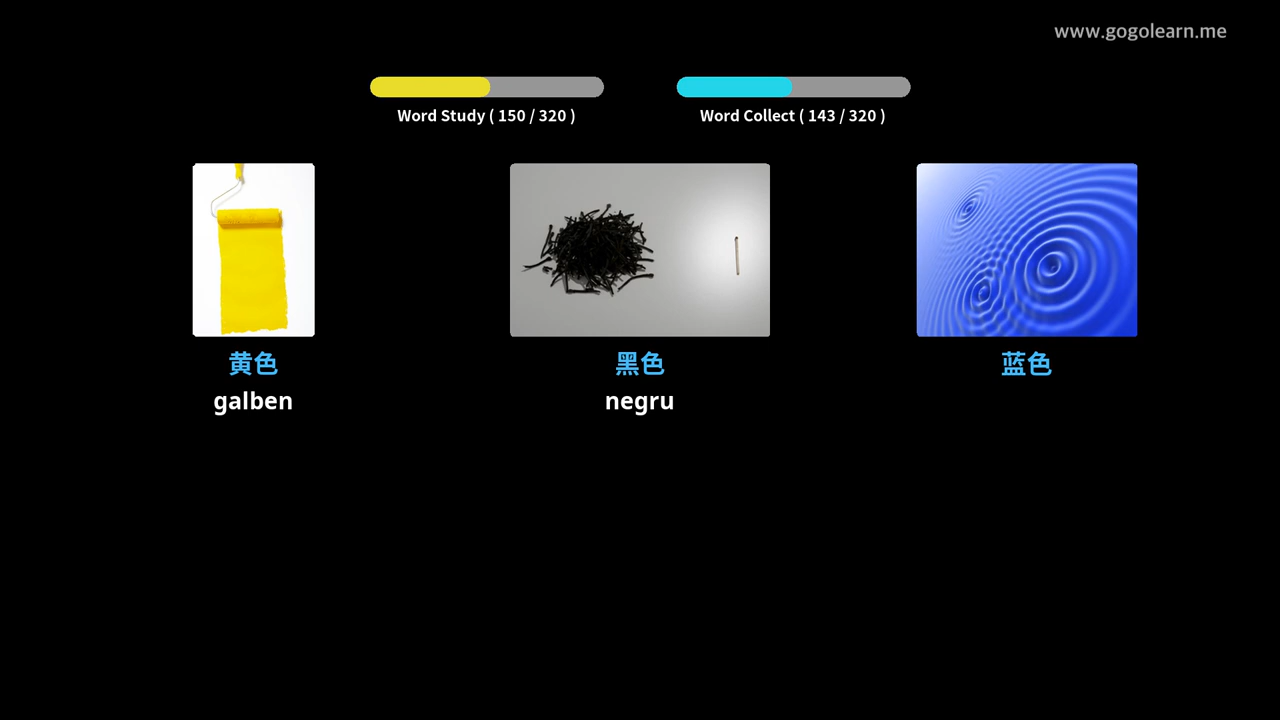 www.gogolearn.me
Word Study ( 150 / 320 )
Word Collect ( 143 / 320 )
黄色
黑色
蓝色
galben
negru